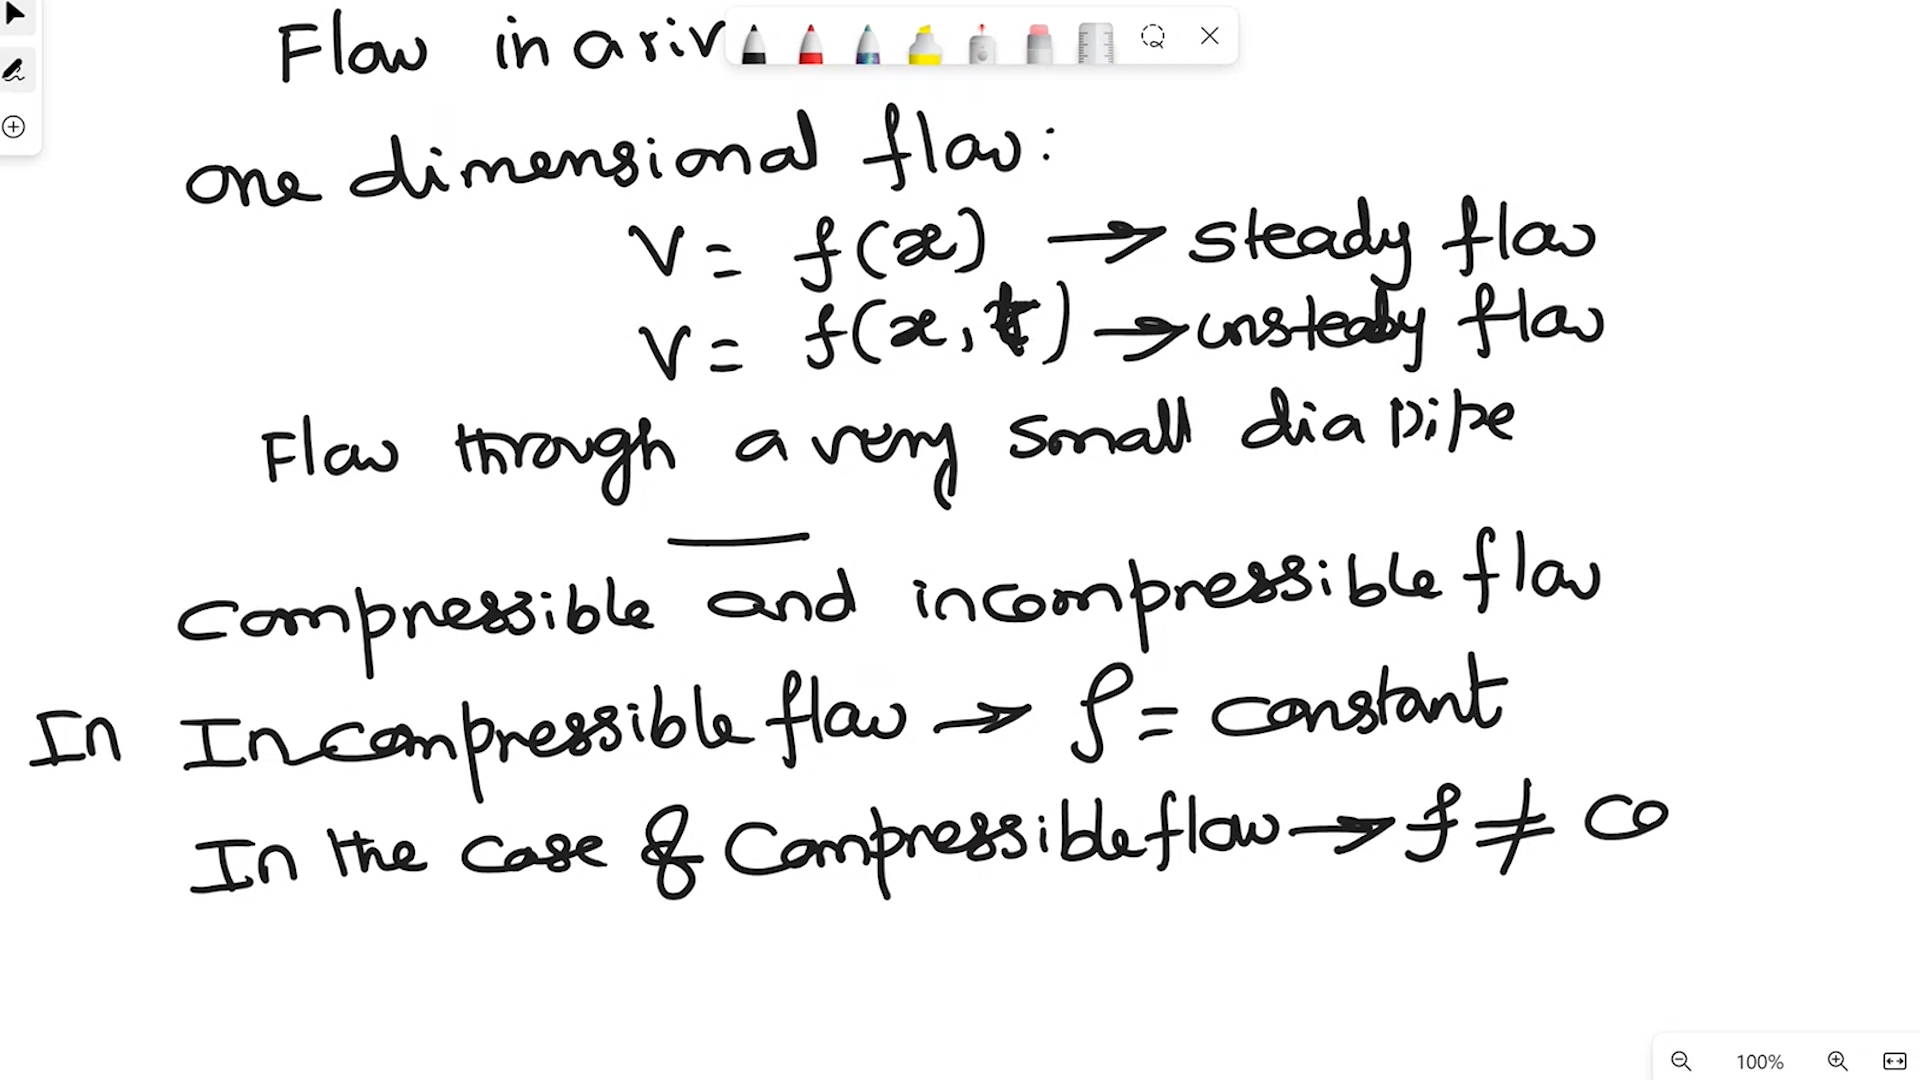 Flow in a riv
one dimensional flow:
V = f(x) → steady flow
V = f(x, t) → unsteady flow
Flow through a very small dia pipe
compressible and incompressible flow
In Incompressible flow → ρ = constant
In the case of Compressible flow → ρ ≠ co
100%